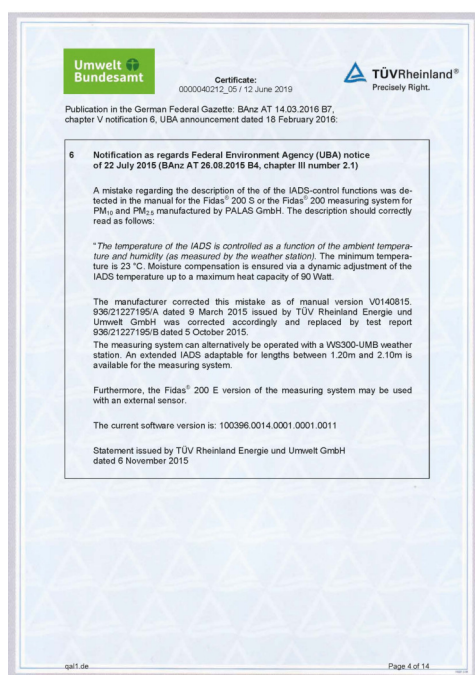 Umwelt
Bundesamt
Certificate:
0000040212_05 / 12 June 2019
TÜVRheinland®
Precisely Right.
Publication in the German Federal Gazette: BAnz AT 14.03.2016 B7,
chapter V notification 6, UBA announcement dated 18 February 2016:
6 Notification as regards Federal Environment Agency (UBA) notice
of 22 July 2015 (BAnz AT 26.08.2015 B4, chapter III number 2.1)
A mistake regarding the description of the of the IADS-control functions was de-
tected in the manual for the Fidas® 200 S or the Fidas® 200 measuring system for
PM10 and PM2.5 manufactured by PALAS GmbH. The description should correctly
read as follows:
"The temperature of the IADS is controlled as a function of the ambient tempera-
ture and humidity (as measured by the weather station). The minimum tempera-
ture is 23 °C. Moisture compensation is ensured via a dynamic adjustment of the
IADS temperature up to a maximum heat capacity of 90 Watt.
The manufacturer corrected this mistake as of manual version V0140815.
936/21227195/A dated 9 March 2015 issued by TÜV Rheinland Energie und
Umwelt GmbH was corrected accordingly and replaced by test report
936/21227195/B dated 5 October 2015.
The measuring system can alternatively be operated with a WS300-UMB weather
station. An extended IADS adaptable for lengths between 1.20m and 2.10m is
available for the measuring system.
Furthermore, the Fidas® 200 E version of the measuring system may be used
with an external sensor.
The current software version is: 100396.0014.0001.0001.0011
Statement issued by TÜV Rheinland Energie und Umwelt GmbH
dated 6 November 2015
qal1.de
Page 4 of 14